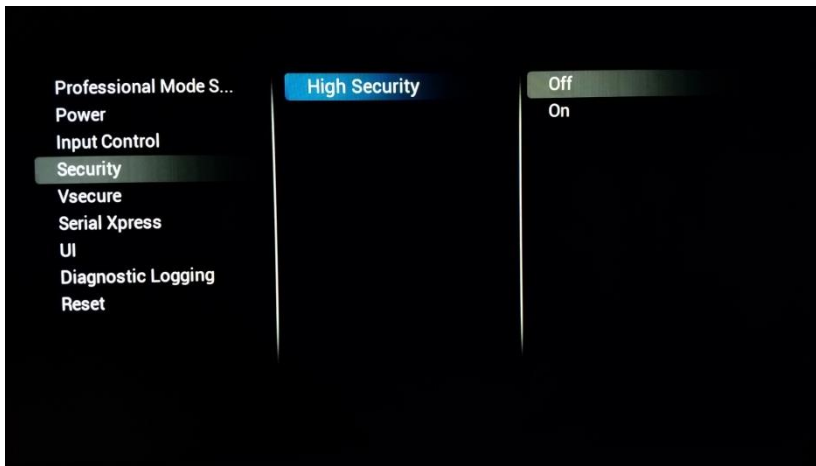 Professional Mode S...
Power
Input Control
Security
Vsecure
Serial Xpress
UI
Diagnostic Logging
Reset
High Security
Off
On